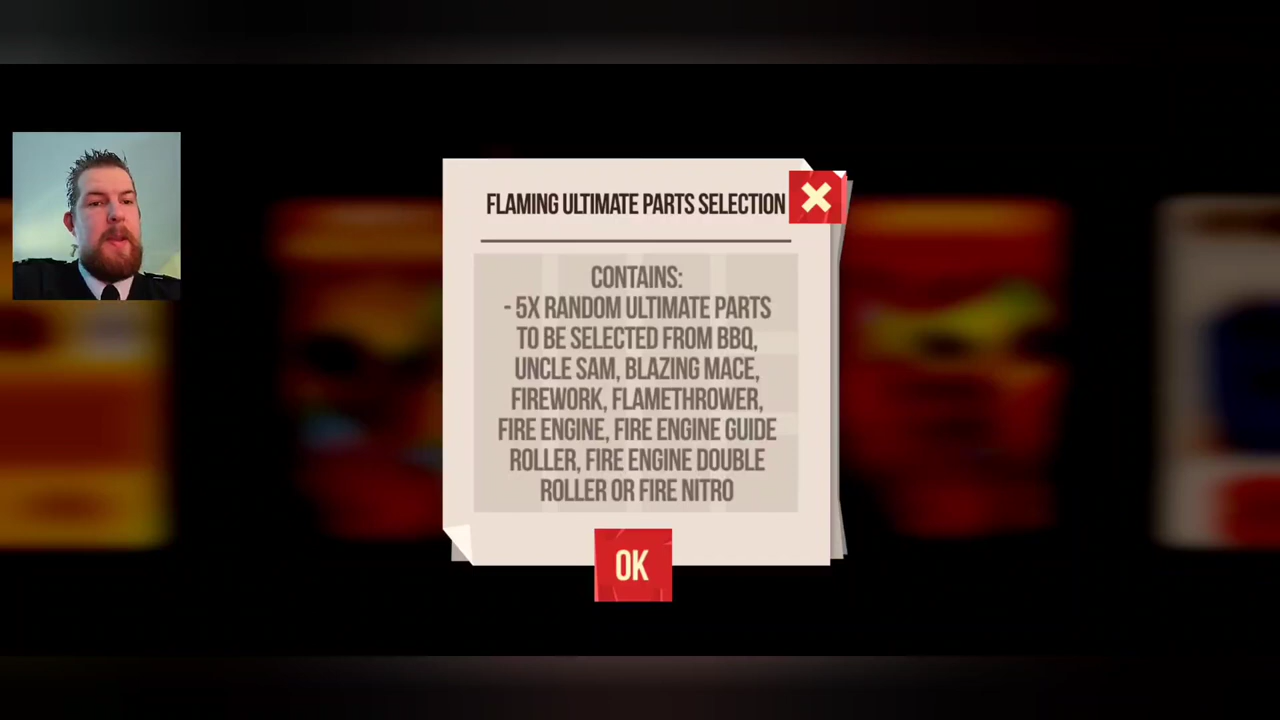 FLAMING ULTIMATE PARTS SELECTION
CONTAINS:
- 5X RANDOM ULTIMATE PARTS
TO BE SELECTED FROM BBQ,
UNCLE SAM, BLAZING MACE,
FIREWORK, FLAMETHROWER,
FIRE ENGINE, FIRE ENGINE GUIDE
ROLLER, FIRE ENGINE DOUBLE
ROLLER OR FIRE NITRO
OK